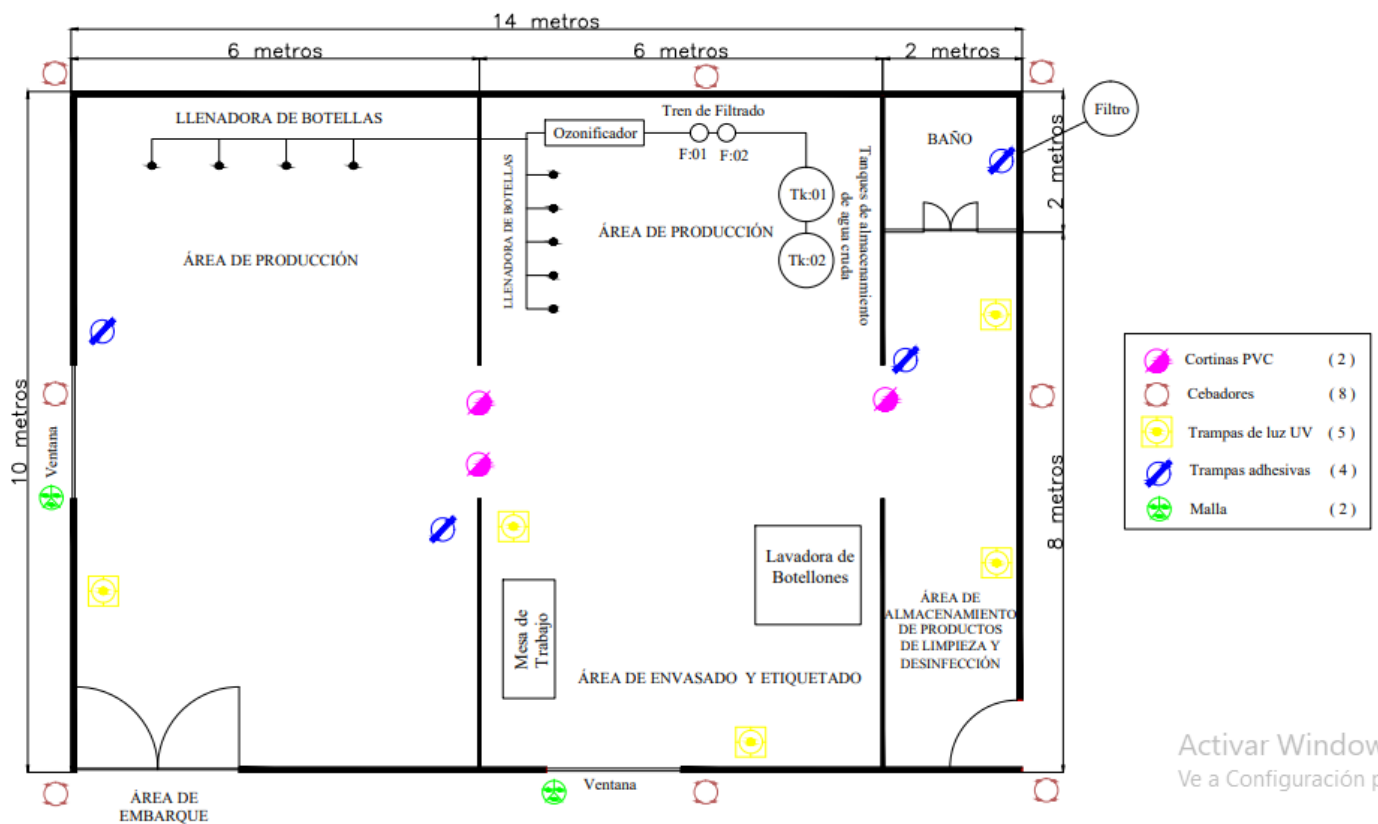 14 metros
6 metros
6 metros
2 metros
LLENADORA DE BOTELLAS
Tren de Filtrado
Ozonificador
F:01
F:02
BAÑO
Filtro
2 metros
LLENADORA DE BOTELLAS
Tk:01
Tk:02
Tanques de almacenamiento
de agua cruda
ÁREA DE PRODUCCIÓN
ÁREA DE PRODUCCIÓN
10 metros
Ventana
8 metros
Cortinas PVC ( 2 )
Cebadores ( 8 )
Trampas de luz UV ( 5 )
Trampas adhesivas ( 4 )
Malla ( 2 )
Lavadora de
Botellones
Mesa de
Trabajo
ÁREA DE
ALMACENAMIENTO
DE PRODUCTOS
DE LIMPIEZA Y
DESINFECCIÓN
ÁREA DE ENVASADO Y ETIQUETADO
Ventana
ÁREA DE
EMBARQUE
Activar Window
Ve a Configuración p